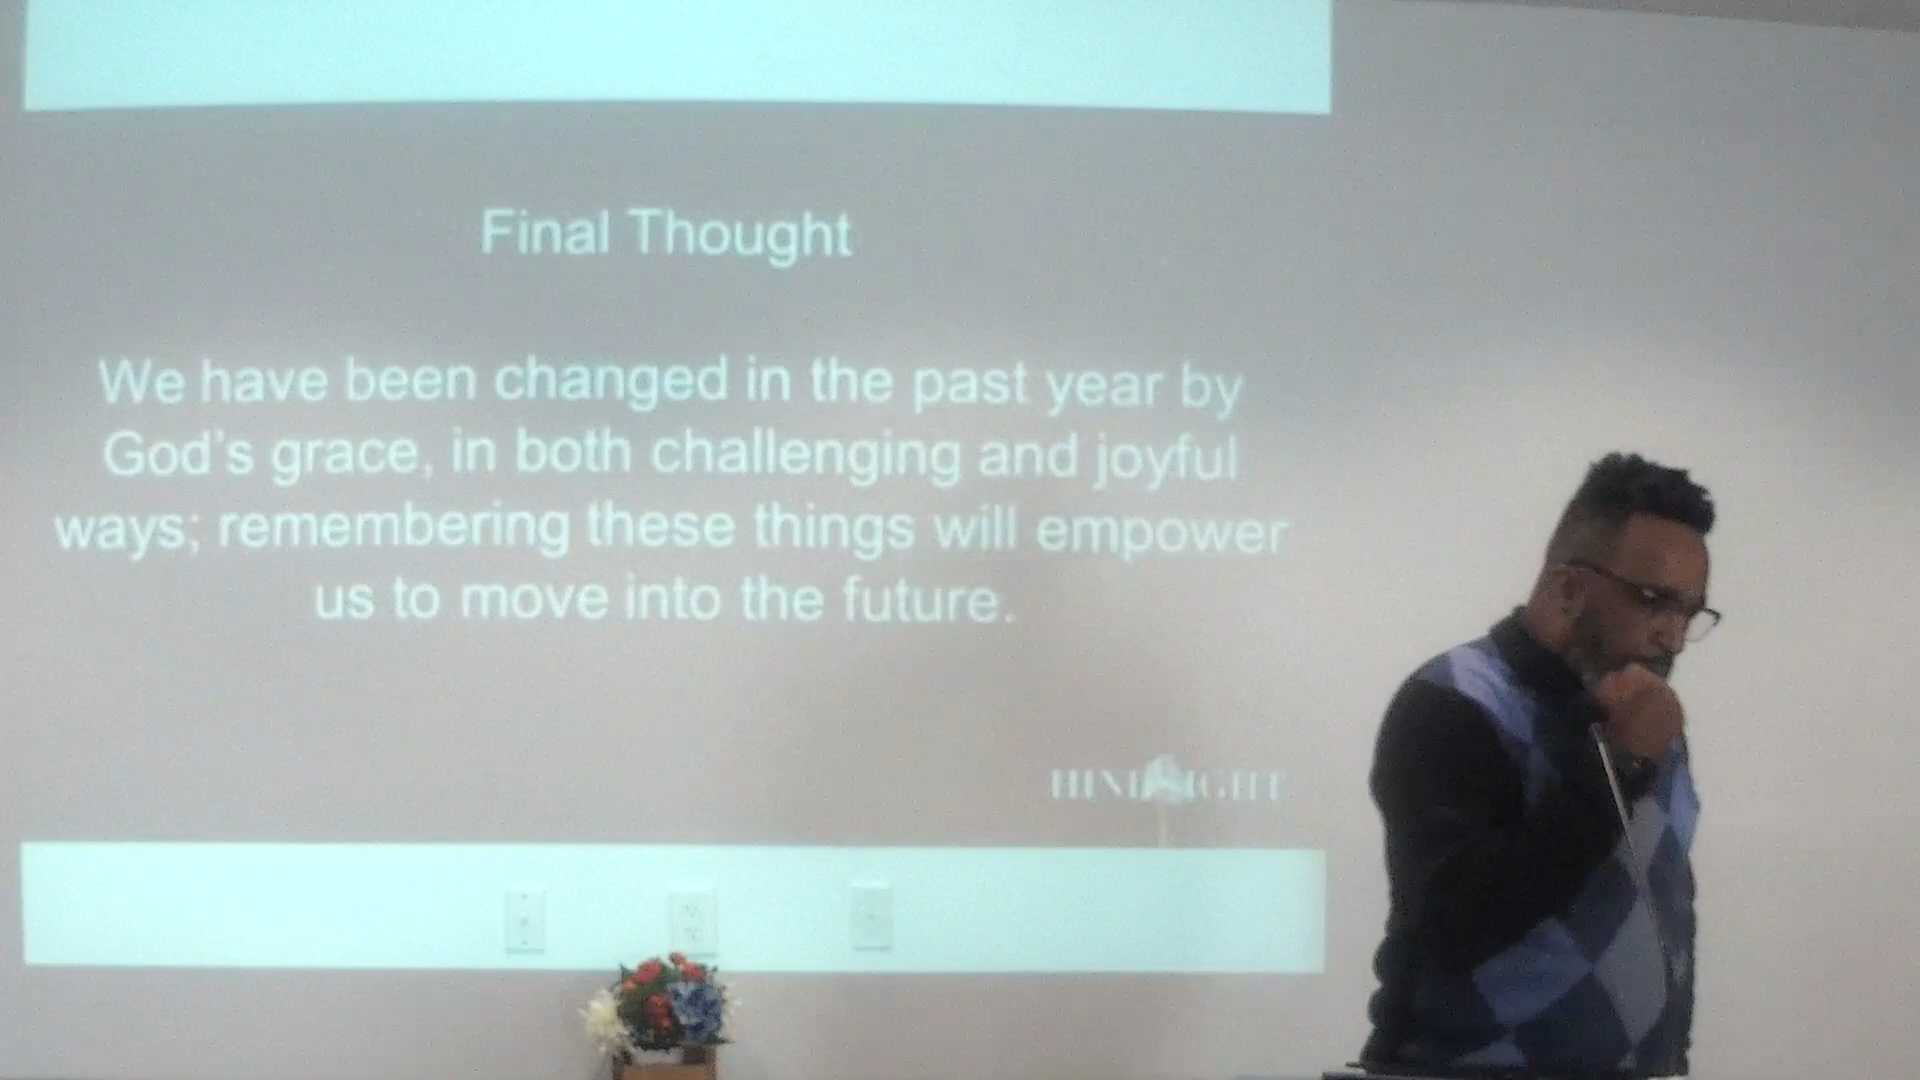 Final Thought
We have been changed in the past year by
God's grace, in both challenging and joyful
ways; remembering these things will empower
us to move into the future.